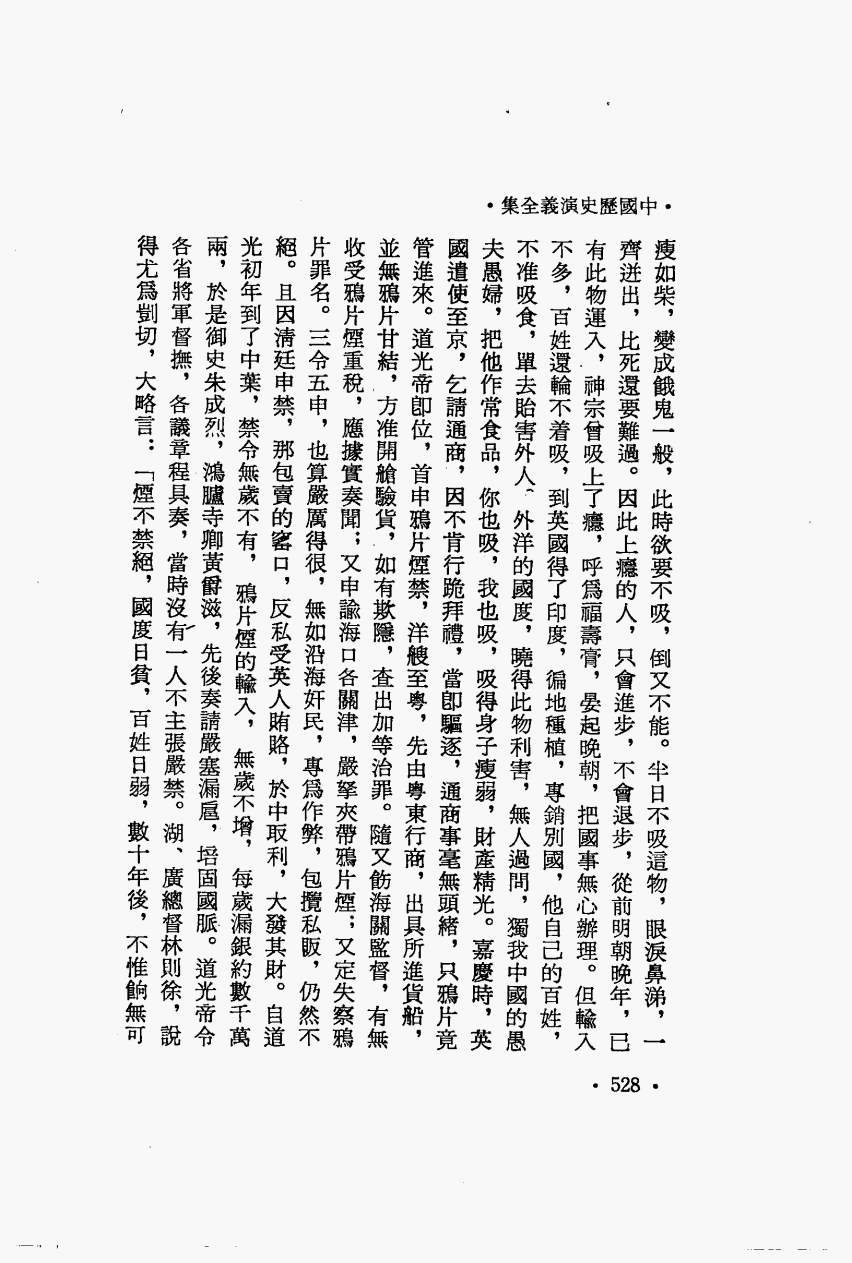 •中國歷史演義全集•
瘦如柴，變成餓鬼一般，此時欲要不吸，倒又不能。半日不吸這物，眼淚鼻涕，一
齊迸出，比死還要難過。因此上癮的人，只會進步，不會退步，從前明朝晚年，已
有此物運入，神宗曾吸上了癮，呼爲福壽膏，晏起晚朝，把國事無心辦理。但輸入
不多，百姓還輪不着吸，到英國得了印度，徧地種植，專銷別國，他自己的百姓，
不准吸食，單去貽害外人，外洋的國度，曉得此物利害，無人過問，獨我中國的愚
夫愚婦，把他作常食品，你也吸，我也吸，吸得身子瘦弱，財產精光。嘉慶時，英
國遣使至京，乞請通商，因不肯行跪拜禮，當卽驅逐，通商事毫無頭緒，只鴉片竟
管進來。道光帝卽位，首申鴉片煙禁，洋艘至粵，先由粵東行商，出具所進貨船，
並無鴉片甘結，方准開艙驗貨，如有欺隱，查出加等治罪。隨又飭海關監督，有無
收受鴉片煙重稅，應據實奏聞；又申諭海口各關津，嚴拏夾帶鴉片煙；又定失察鴉
片罪名。三令五申，也算嚴厲得很，無如沿海奸民，專爲作弊，包攬私販，仍然不
絕。且因淸廷申禁，那包賣的窰口，反私受英人賄賂，於中取利，大發其財。自道
光初年到了中葉，禁令無歲不有，鴉片煙的輸入，無歲不增，每歲漏銀約數千萬
兩，於是御史朱成烈，鴻臚寺卿黃爵滋，先後奏請嚴塞漏巵，培固國脈。道光帝令
各省將軍督撫，各議章程具奏，當時沒有一人不主張嚴禁。湖、廣總督林則徐，說
得尤爲剴切，大略言：「煙不禁絕，國度日貧，百姓日弱，數十年後，不惟餉無可
•528•